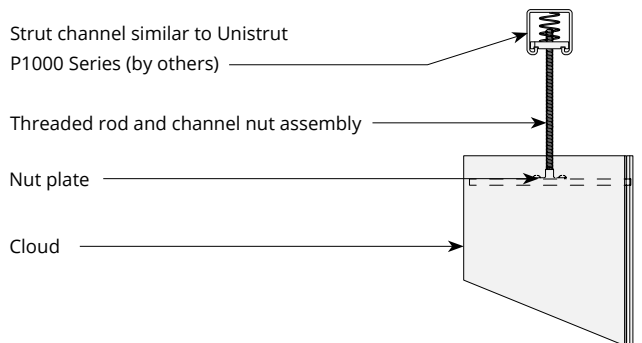 Strut channel similar to Unistrut
P1000 Series (by others)
Threaded rod and channel nut assembly
Nut plate
Cloud